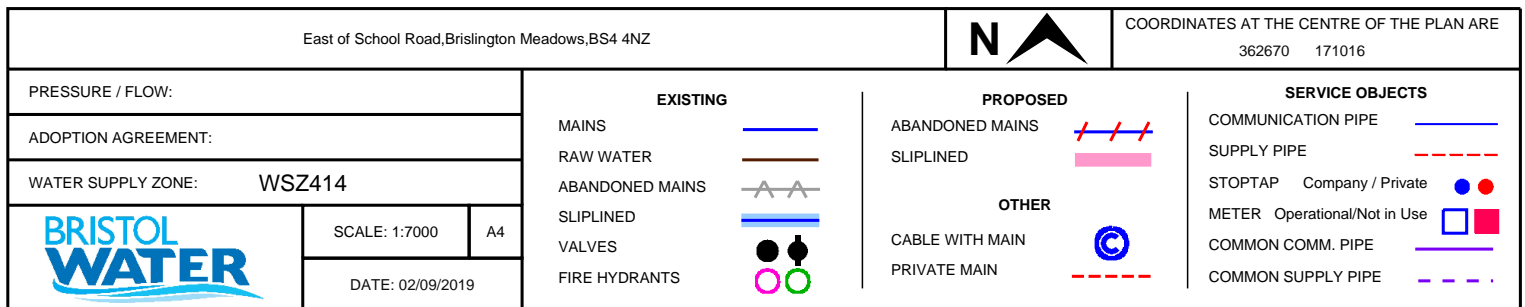 East of School Road,Brislington Meadows,BS4 4NZ
N
COORDINATES AT THE CENTRE OF THE PLAN ARE
362670 171016
PRESSURE / FLOW:
ADOPTION AGREEMENT:
WATER SUPPLY ZONE: WSZ414
BRISTOL
WATER
SCALE: 1:7000
A4
DATE: 02/09/2019
EXISTING
MAINS
RAW WATER
ABANDONED MAINS
SLIPLINED
VALVES
FIRE HYDRANTS
PROPOSED
ABANDONED MAINS
SLIPLINED
OTHER
CABLE WITH MAIN
C
PRIVATE MAIN
SERVICE OBJECTS
COMMUNICATION PIPE
SUPPLY PIPE
STOPTAP Company / Private
METER Operational/Not in Use
COMMON COMM. PIPE
COMMON SUPPLY PIPE